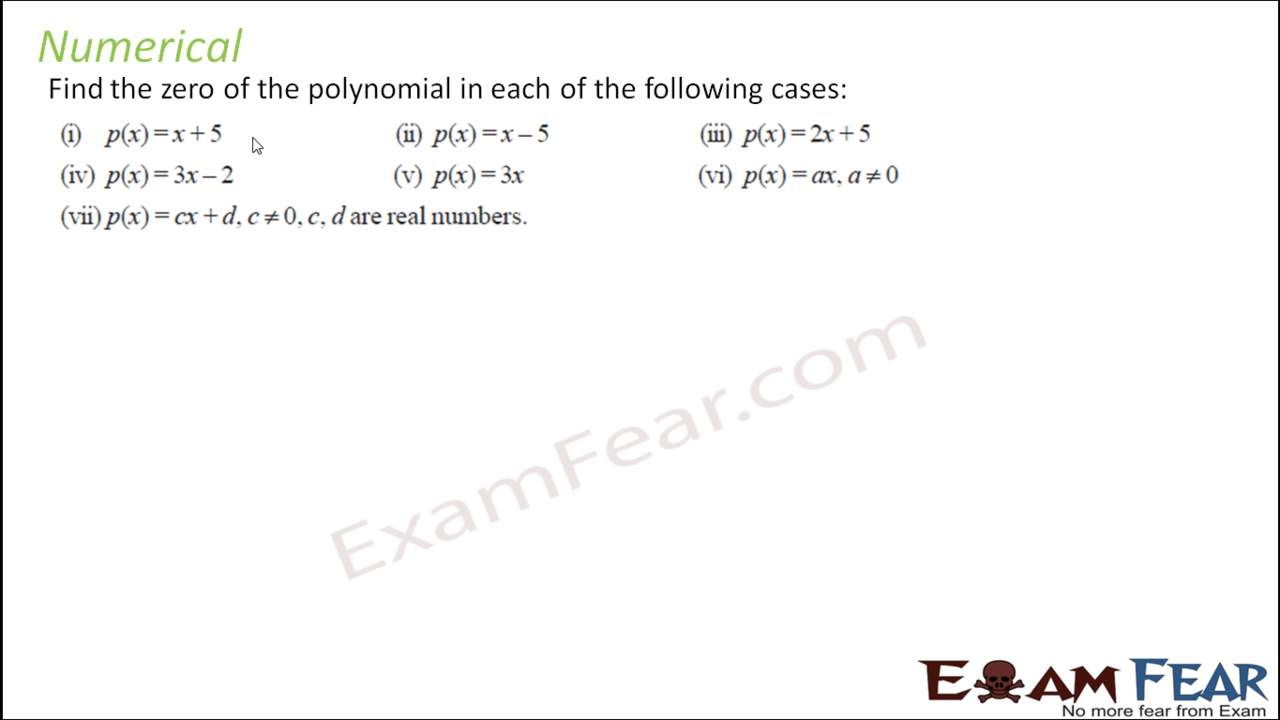 Numerical
Find the zero of the polynomial in each of the following cases:
(i) p(x) = x + 5 (ii) p(x) = x – 5 (iii) p(x) = 2x + 5
(iv) p(x) = 3x – 2 (v) p(x) = 3x (vi) p(x) = ax, a ≠ 0
(vii) p(x) = cx + d, c ≠ 0, c, d are real numbers.
ExamFear.com
EXAM FEAR
No more fear from Exam